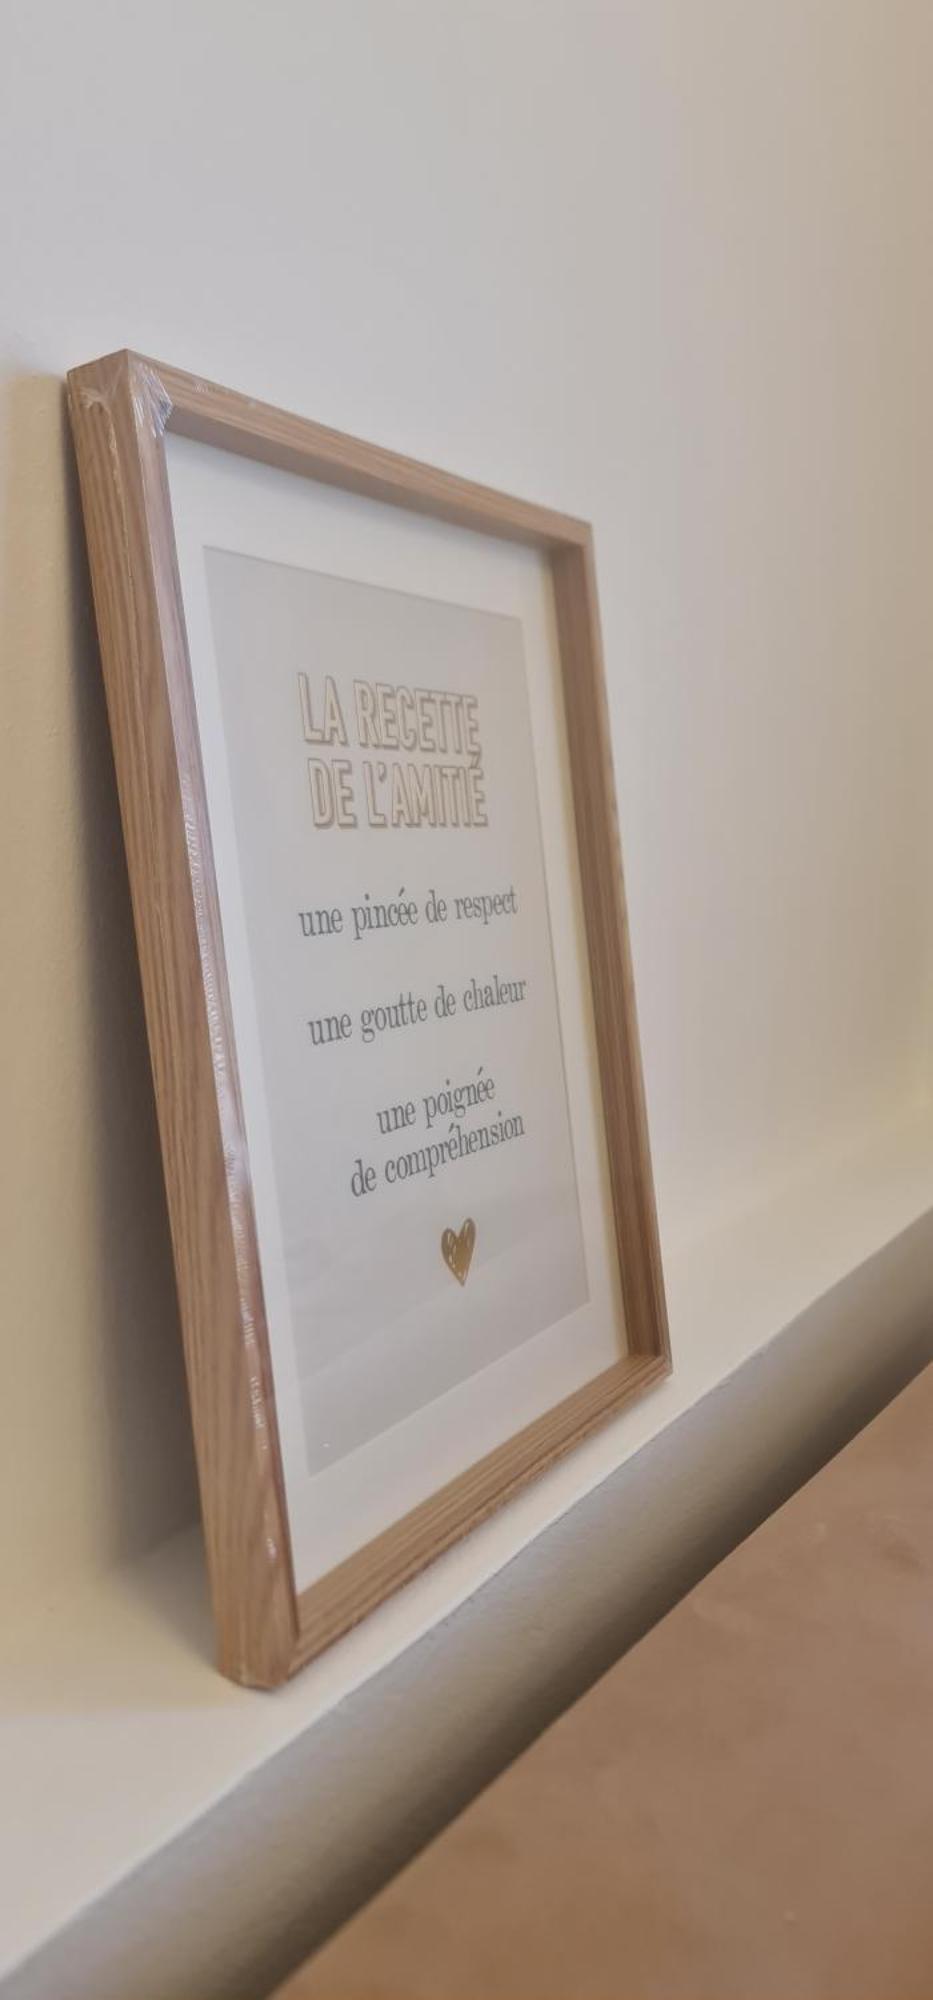 LA RECETTE
DE L'AMITIÉ
une pincée de respect
une goutte de chaleur
une poignée
de compréhension